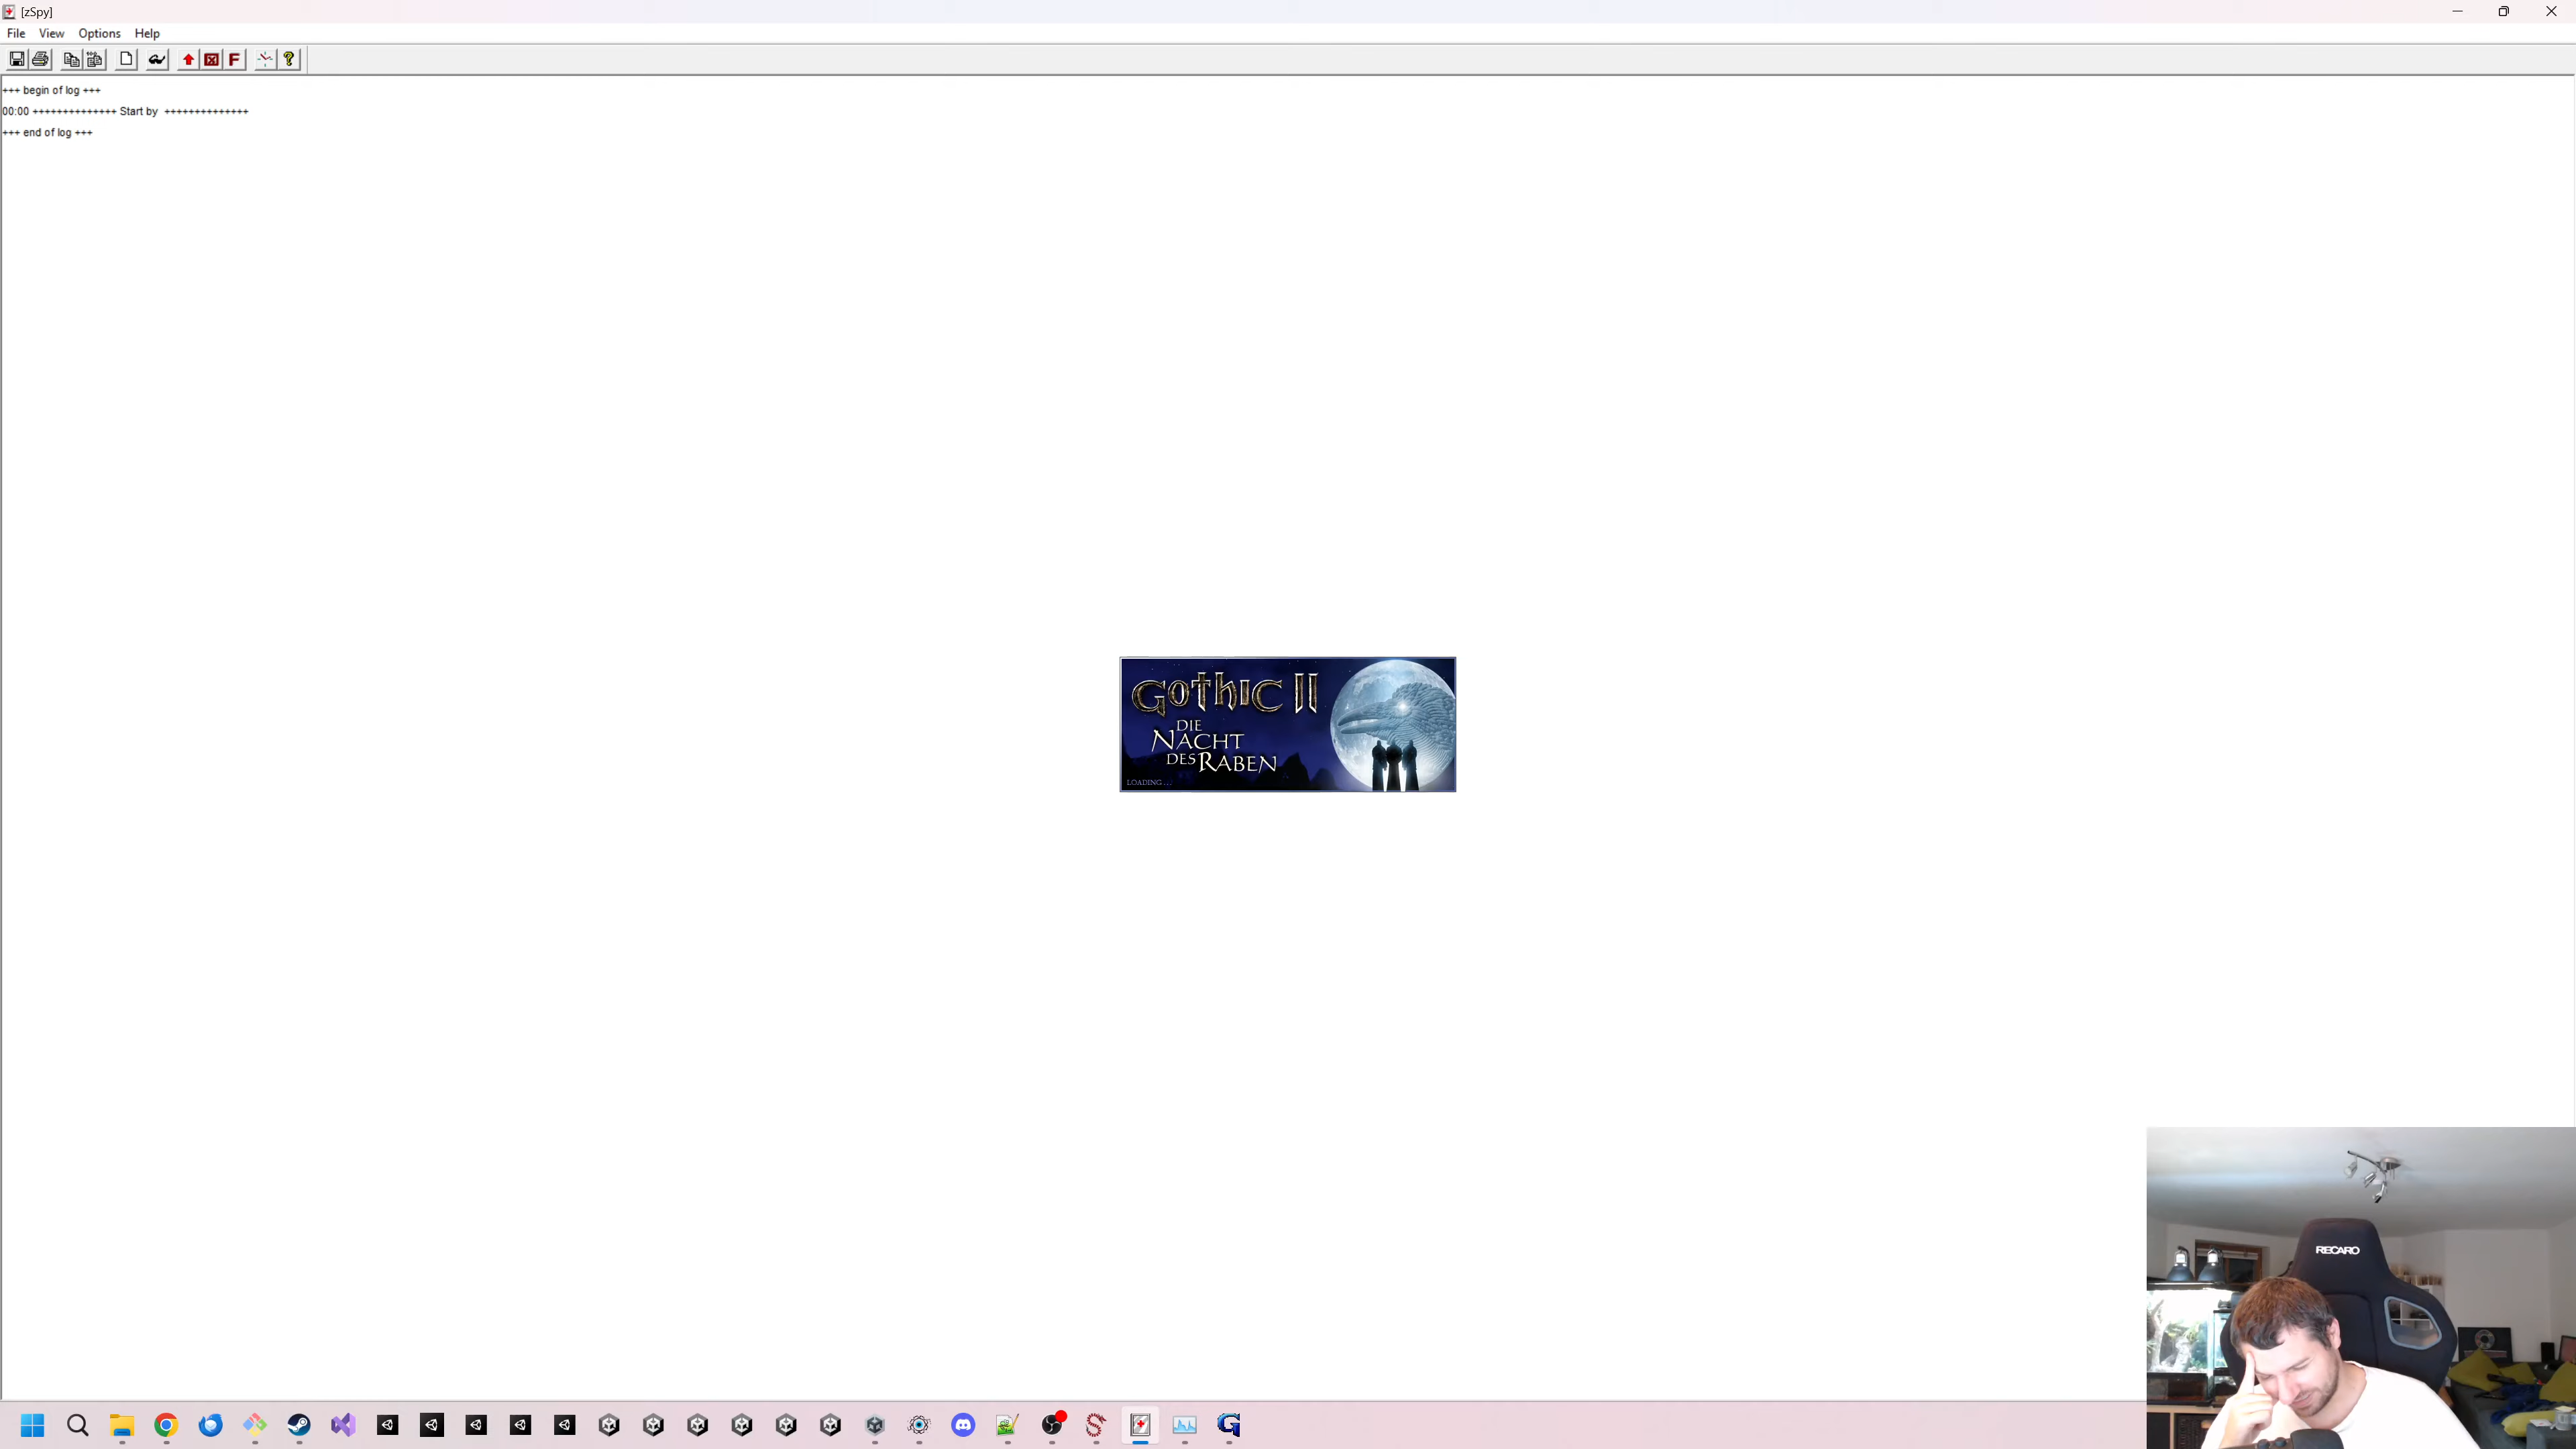 [zSpy]
File View Options Help
+++ begin of log +++
00:00 ++++++++++++++ Start by ++++++++++++++
+++ end of log +++
GOTHIC II
DIE
NACHT
DES RABEN
LOADING ...
RECARO